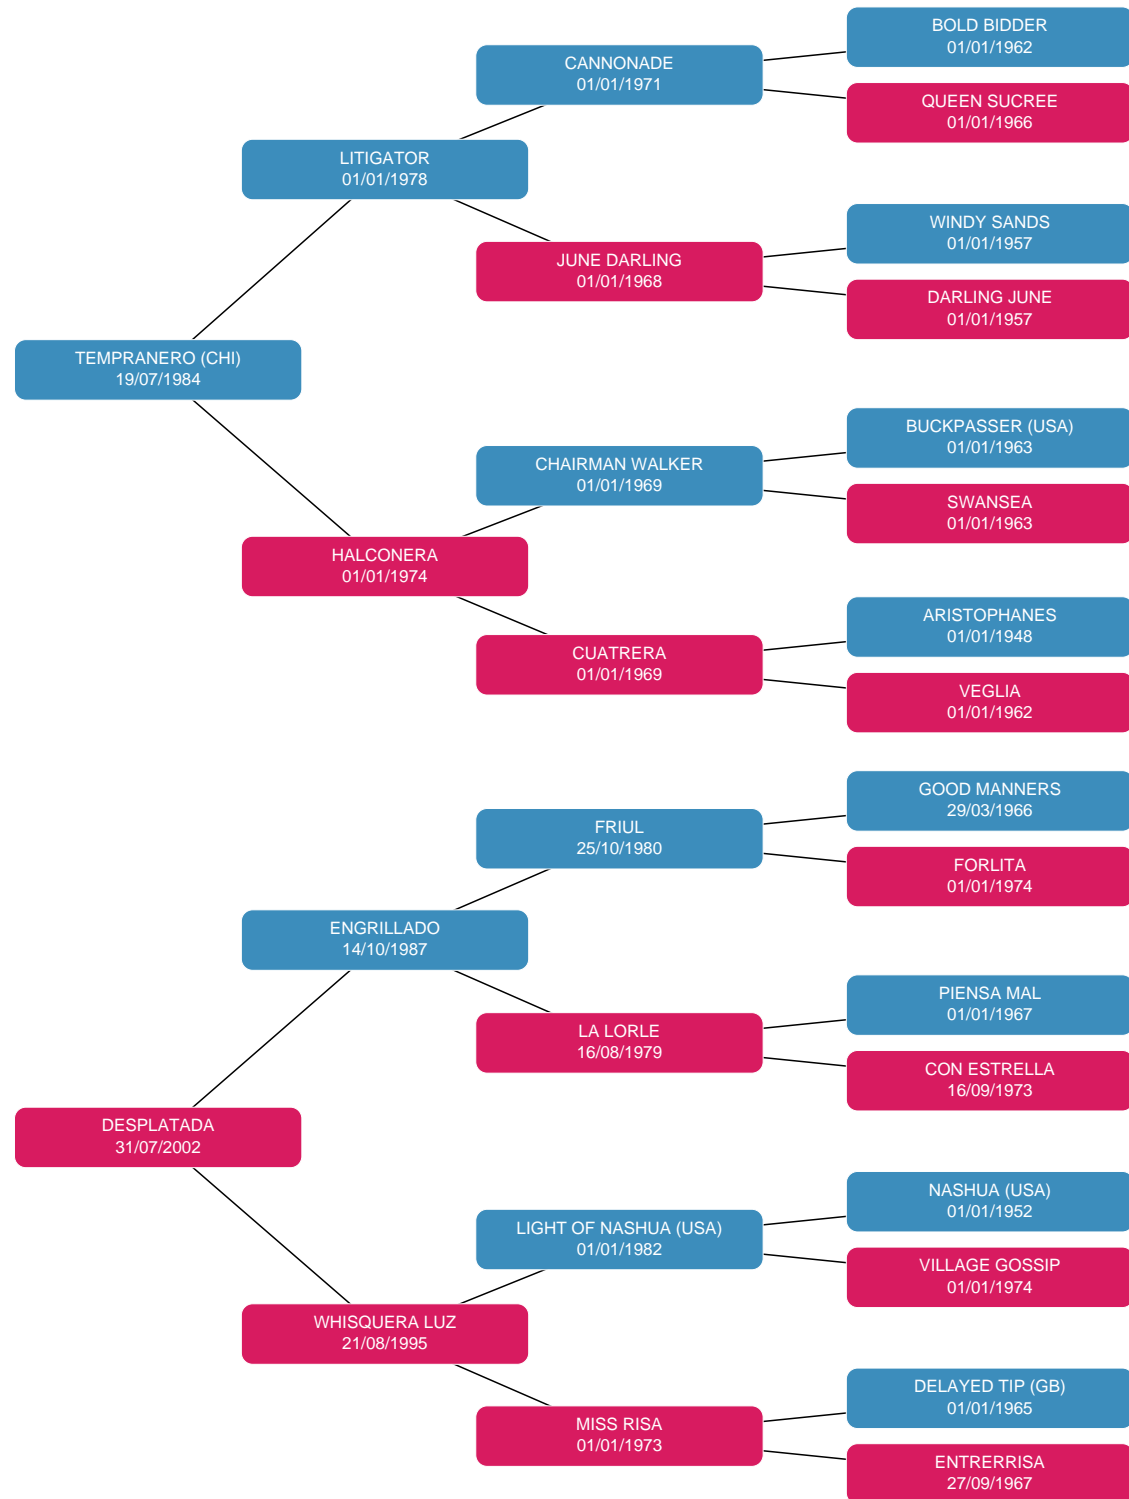 BOLD BIDDER
01/01/1962
CANNONADE
01/01/1971
QUEEN SUCREE
01/01/1966
LITIGATOR
01/01/1978
WINDY SANDS
01/01/1957
JUNE DARLING
01/01/1968
DARLING JUNE
01/01/1957
TEMPRANERO (CHI)
19/07/1984
BUCKPASSER (USA)
01/01/1963
CHAIRMAN WALKER
01/01/1969
SWANSEA
01/01/1963
HALCONERA
01/01/1974
ARISTOPHANES
01/01/1948
CUATRERA
01/01/1969
VEGLIA
01/01/1962
GOOD MANNERS
29/03/1966
FRIUL
25/10/1980
FORLITA
01/01/1974
ENGRILLADO
14/10/1987
PIENSA MAL
01/01/1967
LA LORLE
16/08/1979
CON ESTRELLA
16/09/1973
DESPLATADA
31/07/2002
NASHUA (USA)
01/01/1952
LIGHT OF NASHUA (USA)
01/01/1982
VILLAGE GOSSIP
01/01/1974
WHISQUERA LUZ
21/08/1995
DELAYED TIP (GB)
01/01/1965
MISS RISA
01/01/1973
ENTRERRISA
27/09/1967